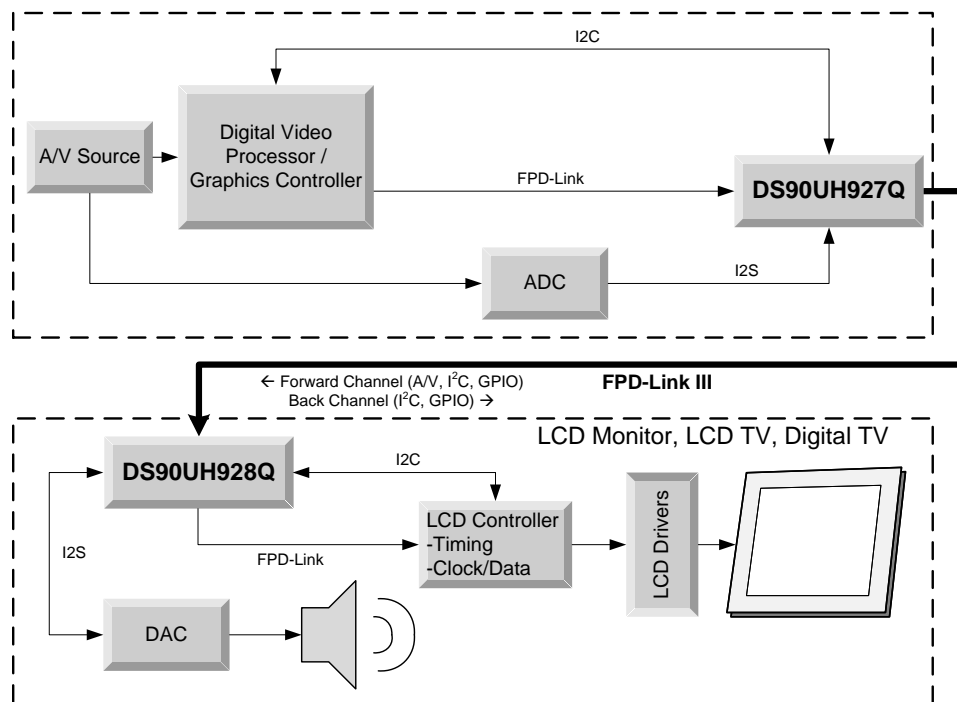 I2C
Digital Video
Processor /
Graphics Controller
A/V Source
FPD-Link
DS90UH927Q
ADC
I2S
← Forward Channel (A/V, I²C, GPIO)
Back Channel (I²C, GPIO) →
FPD-Link III
LCD Monitor, LCD TV, Digital TV
DS90UH928Q
I2C
LCD Controller
-Timing
-Clock/Data
LCD Drivers
I2S
FPD-Link
DAC